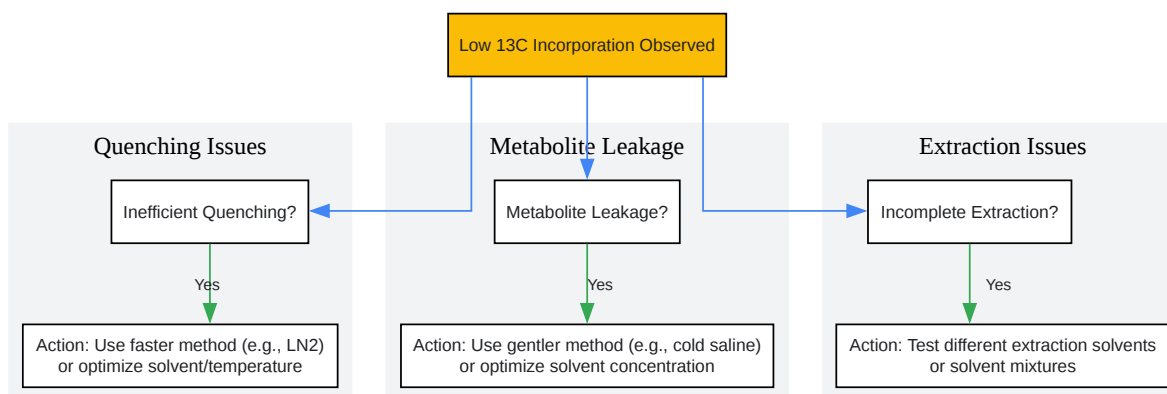 Low 13C Incorporation Observed
Quenching Issues
Inefficient Quenching?
Yes
Action: Use faster method (e.g., LN2)
or optimize solvent/temperature
Metabolite Leakage
Metabolite Leakage?
Yes
Action: Use gentler method (e.g., cold saline)
or optimize solvent concentration
Extraction Issues
Incomplete Extraction?
Yes
Action: Test different extraction solvents
or solvent mixtures